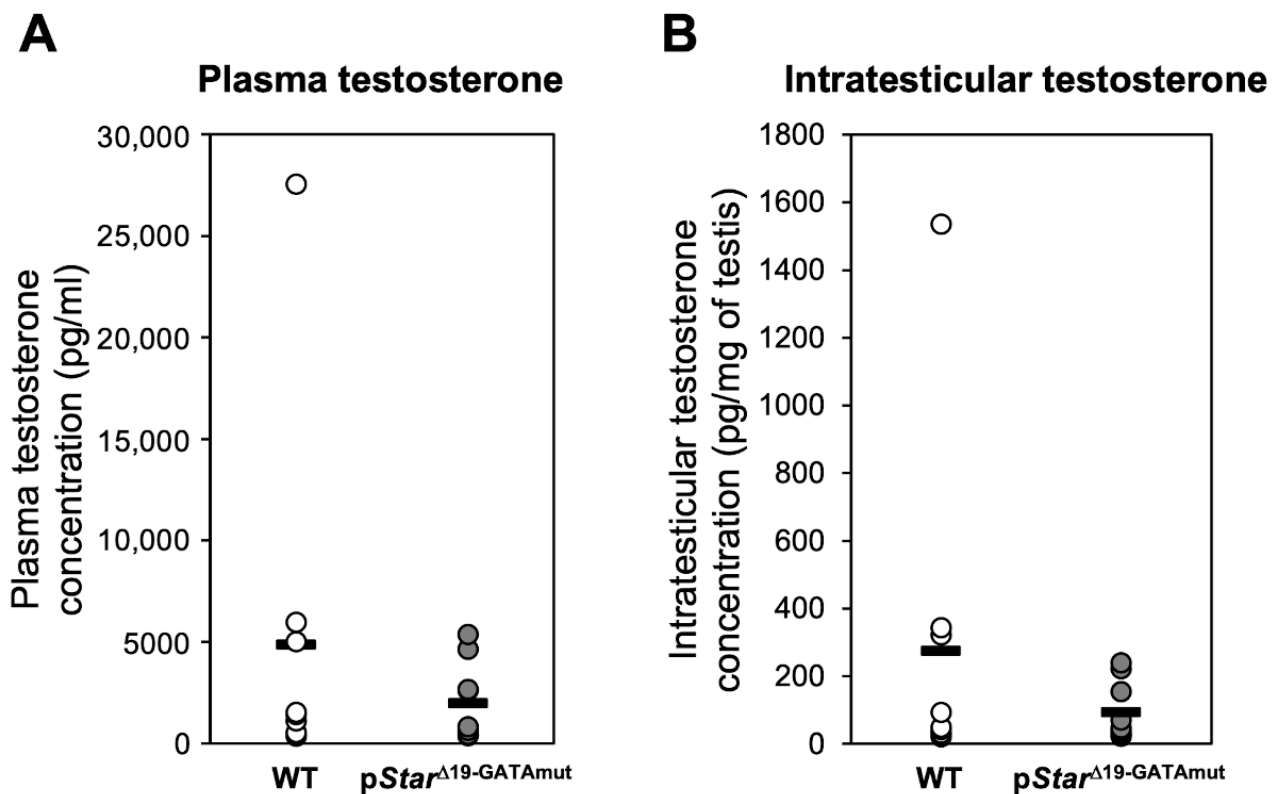 A
Plasma testosterone
Plasma testosterone
concentration (pg/ml)
30,000
25,000
20,000
15,000
10,000
5000
0
WT
pStarΔ19-GATAmut
B
Intratesticular testosterone
Intratesticular testosterone
concentration (pg/mg of testis)
1800
1600
1400
1200
1000
800
600
400
200
0
WT
pStarΔ19-GATAmut